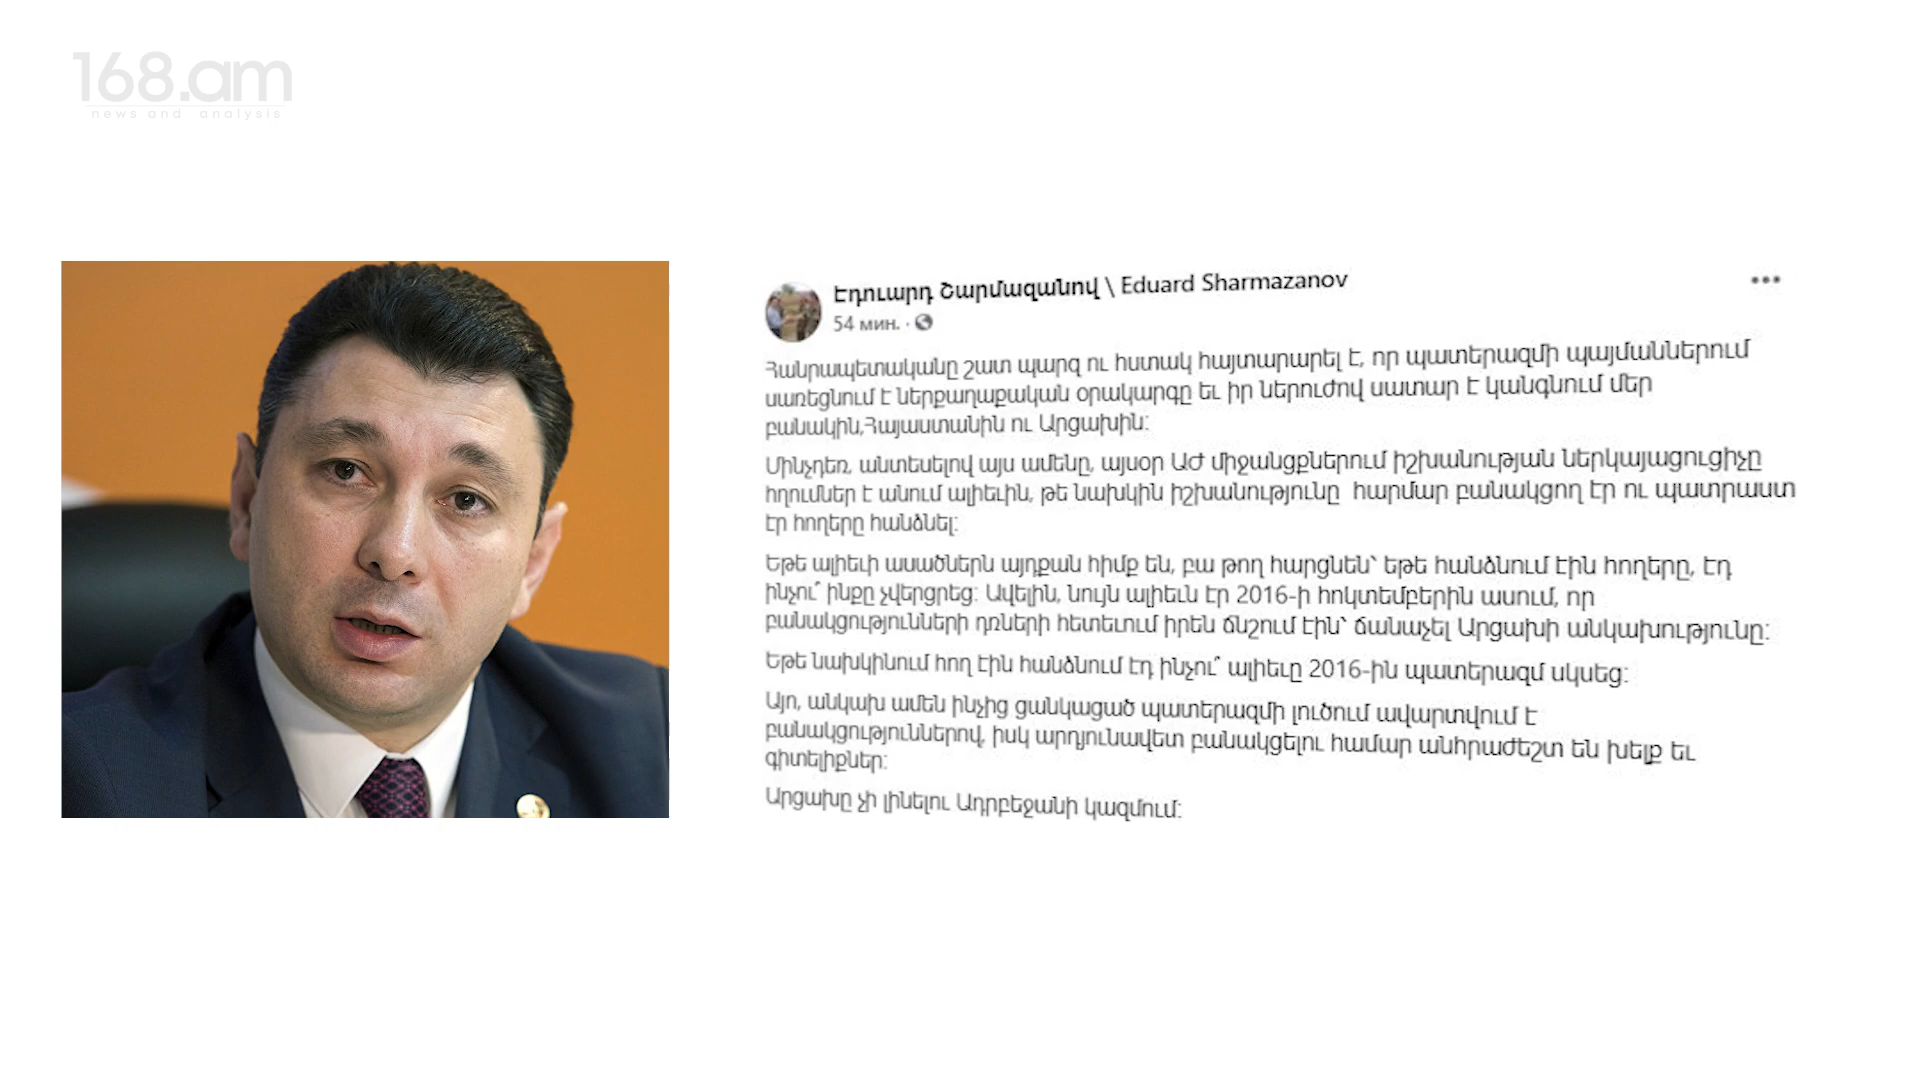 168.am
news and analysis
Էդուարդ Շարմազանով \ Eduard Sharmazanov
54 мин. ·
Հանրապետականը շատ պարզ ու հստակ հայտարարել է, որ պատերազմի պայմաններում
սառեցնում է ներքաղաքական օրակարգը եւ իր ներուժով սատար է կանգնում մեր
բանակին,Հայաստանին ու Արցախին:
Մինչդեռ, անտեսելով այս ամենը, այսօր ԱԺ միջանցքներում իշխանության ներկայացուցիչը
հղումներ է անում ալիեւին, թե նախկին իշխանությունը հարմար բանակցող էր ու պատրաստ
էր հողերը հանձնել:
Եթե ալիեւի ասածներն այդքան հիմք են, բա թող հարցնեն՝ եթե հանձնում էին հողերը, էդ
ինչու՞ ինքը չվերցրեց: Ավելին, նույն ալիեւն էր 2016-ի հոկտեմբերին ասում, որ
բանակցությունների դռների հետեւում իրեն ճնշում էին՝ ճանաչել Արցախի անկախությունը:
Եթե նախկինում հող էին հանձնում էդ ինչու՞ ալիեւը 2016-ին պատերազմ սկսեց:
Այո, անկախ ամեն ինչից ցանկացած պատերազմի լուծում ավարտվում է
բանակցություններով, իսկ արդյունավետ բանակցելու համար անհրաժեշտ են խելք եւ
գիտելիքներ:
Արցախը չի լինելու Ադրբեջանի կազմում: